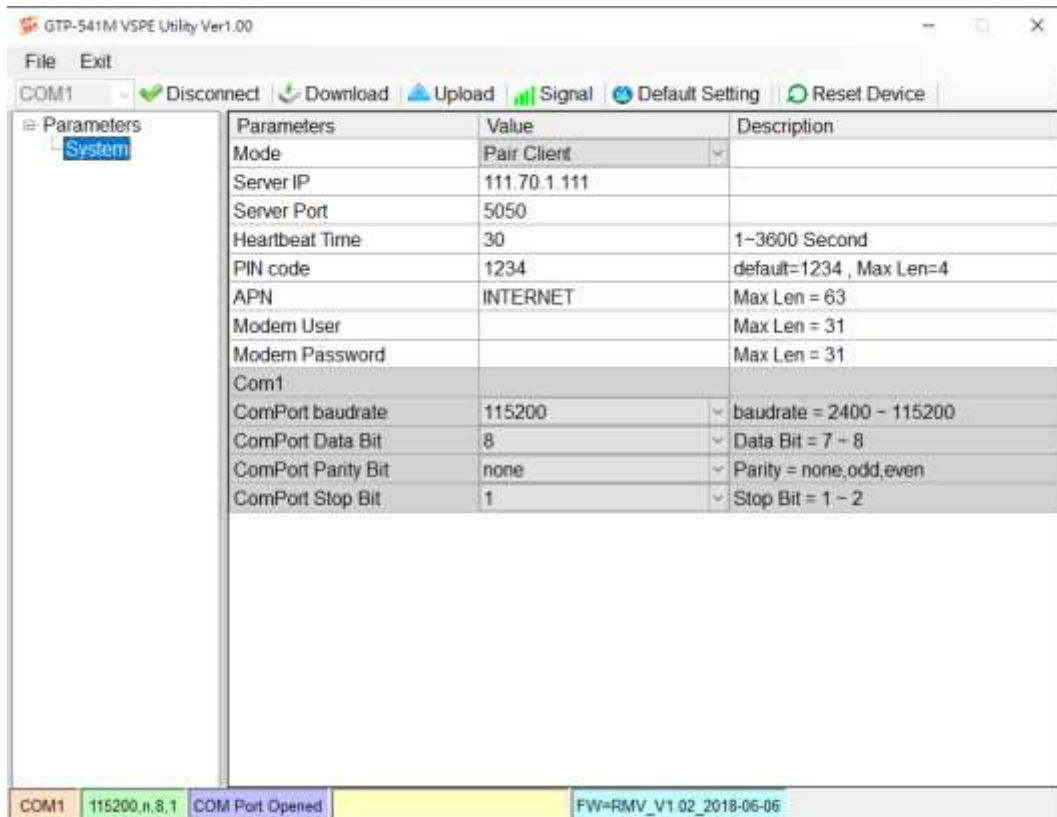 GTP-541M VSPE Utility Ver1.00
File Exit
COM1 Disconnect Download Upload Signal Default Setting Reset Device
Parameters
System
Parameters Value Description
Mode Pair Client
Server IP 111.70.1.111
Server Port 5050
Heartbeat Time 30 1~3600 Second
PIN code 1234 default=1234 , Max Len=4
APN INTERNET Max Len = 63
Modem User Max Len = 31
Modem Password Max Len = 31
Com1
ComPort baudrate 115200 baudrate = 2400 ~ 115200
ComPort Data Bit 8 Data Bit = 7 ~ 8
ComPort Parity Bit none Parity = none,odd,even
ComPort Stop Bit 1 Stop Bit = 1 ~ 2
COM1 115200,n,8,1 COM Port Opened FW=RMV_V1.02_2018-06-06